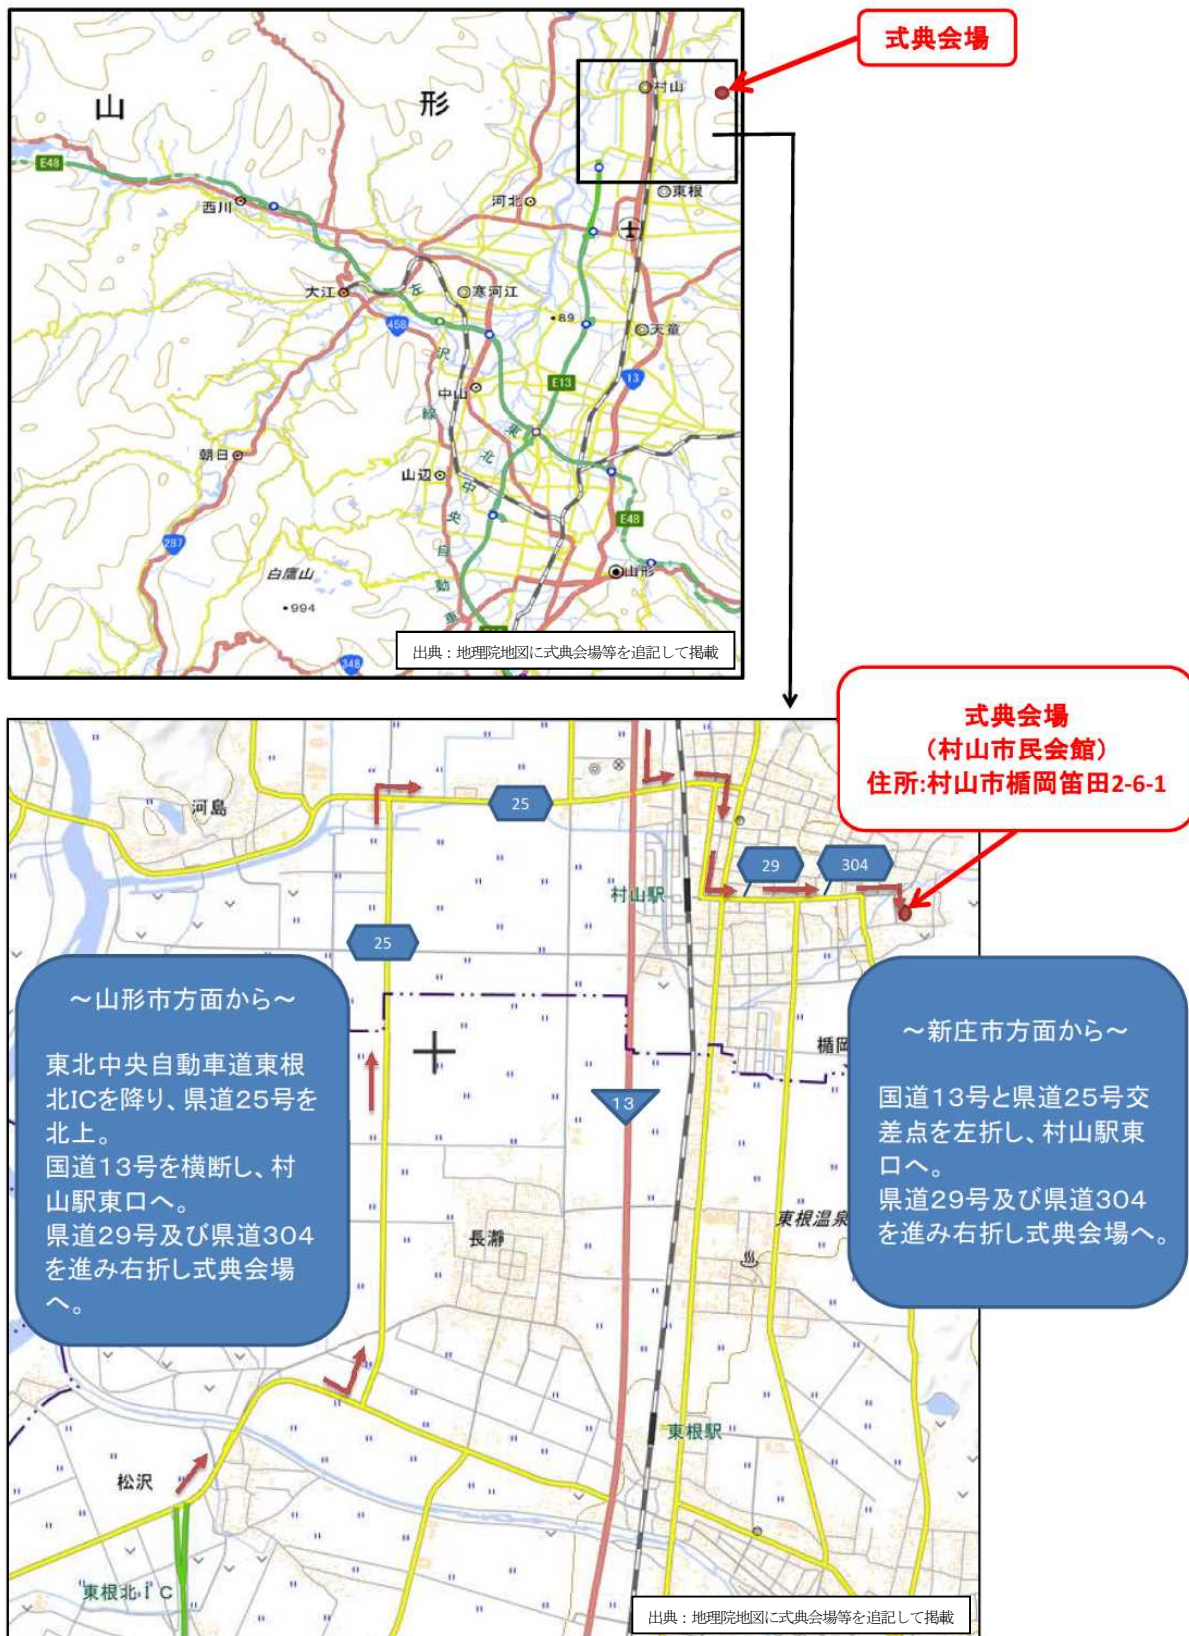 式典会場
山 形
村山
E48
東根
西川
河北
大江
左
寒河江
・89
458
天童
沢
13
中山
E13
線
東
朝日
北
山辺
中
央
E48
287
自
山形
白鷹山
動
・994
車
348
出典：地理院地図に式典会場等を追記して掲載
式典会場
（村山市民会館）
住所:村山市楯岡笛田2-6-1
河島
25
29
304
村山駅
25
～山形市方面から～
東北中央自動車道東根
北ICを降り、県道25号を
北上。
国道13号を横断し、村
山駅東口へ。
県道29号及び県道304
を進み右折し式典会場
へ。
～新庄市方面から～
国道13号と県道25号交
差点を左折し、村山駅東
口へ。
県道29号及び県道304
を進み右折し式典会場へ。
楯岡
13
東根温泉
長瀞
東根駅
松沢
東根北IC
出典：地理院地図に式典会場等を追記して掲載